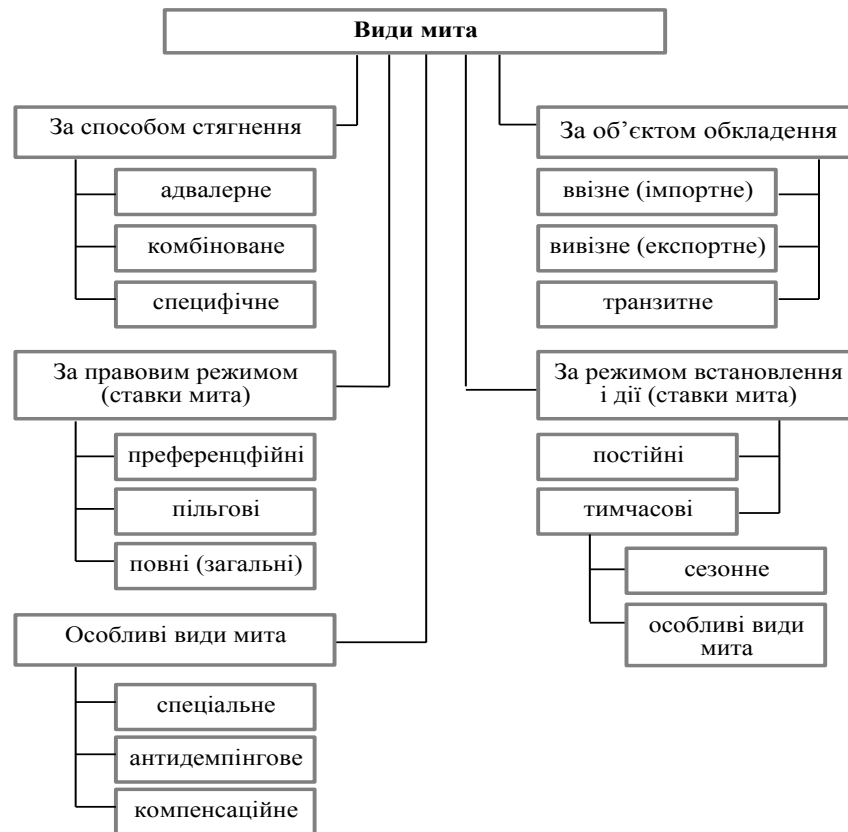 Види мита
За способом стягнення
адвалерне
комбіноване
специфічне
За правовим режимом
(ставки мита)
преференцфійні
пільгові
повні (загальні)
Особливі види мита
спеціальне
антидемпінгове
компенсаційне
За об’єктом обкладення
ввізне (імпортне)
вивізне (експортне)
транзитне
За режимом встановлення
і дії (ставки мита)
постійні
тимчасові
сезонне
особливі види
мита